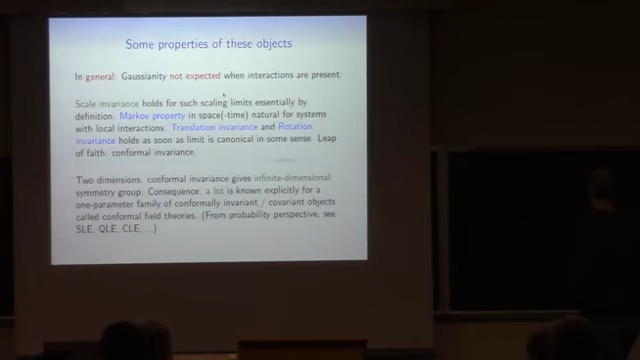 Some properties of these objects
In general: Gaussianity not expected when interactions are present.
Scale invariance holds for such scaling limits essentially by
definition. Markov property in space(-time) natural for systems
with local interactions. Translation invariance and Rotation
invariance holds as soon as limit is canonical in some sense. Leap
of faith: conformal invariance.
Two dimensions: conformal invariance gives infinite-dimensional
symmetry group. Consequence: a lot is known explicitly for a
one-parameter family of conformally invariant / covariant objects
called conformal field theories. (From probability perspective, see
SLE, QLE, CLE, ...)